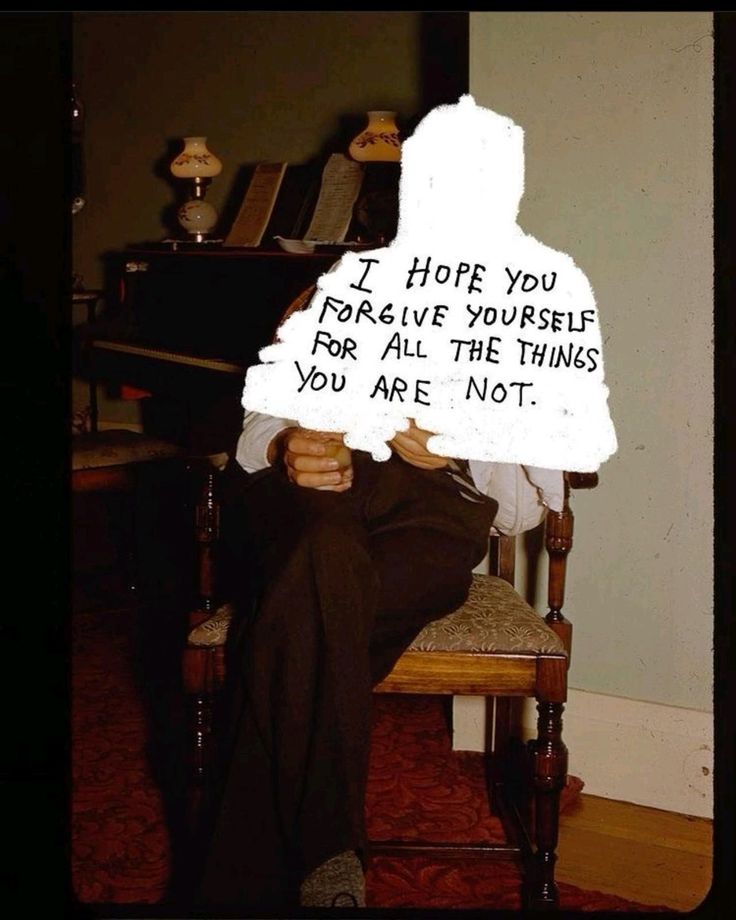 I HOPE YOU
FORGIVE YOURSELF
FOR ALL THE THINGS
YOU ARE NOT.